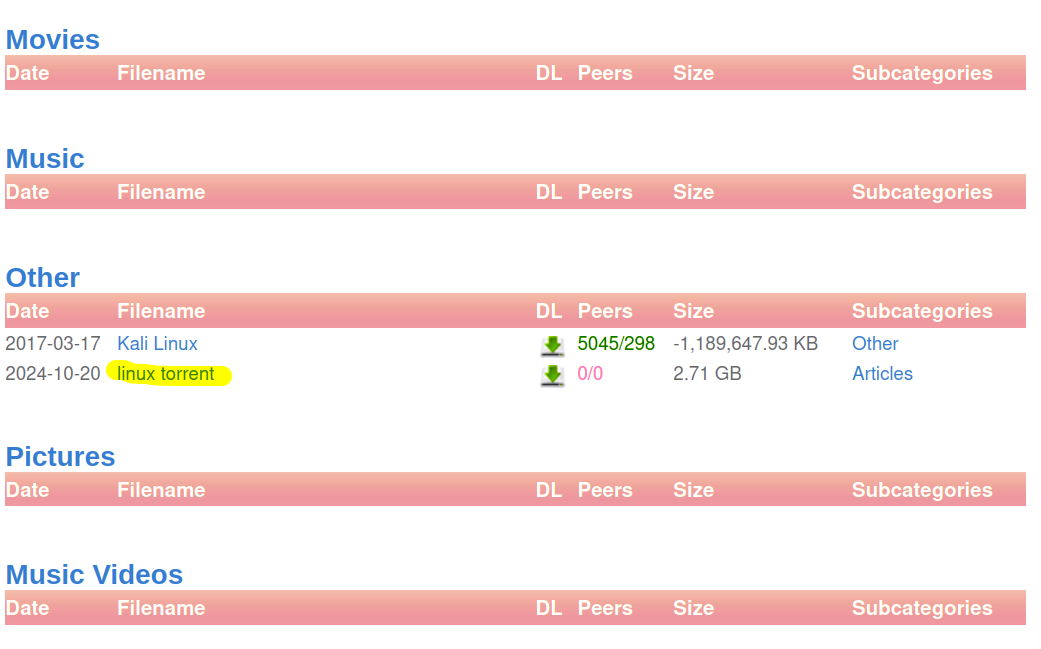 Movies
Date Filename DL Peers Size Subcategories
Music
Date Filename DL Peers Size Subcategories
Other
Date Filename DL Peers Size Subcategories
2017-03-17 Kali Linux 5045/298 -1,189,647.93 KB Other
2024-10-20 linux torrent 0/0 2.71 GB Articles
Pictures
Date Filename DL Peers Size Subcategories
Music Videos
Date Filename DL Peers Size Subcategories